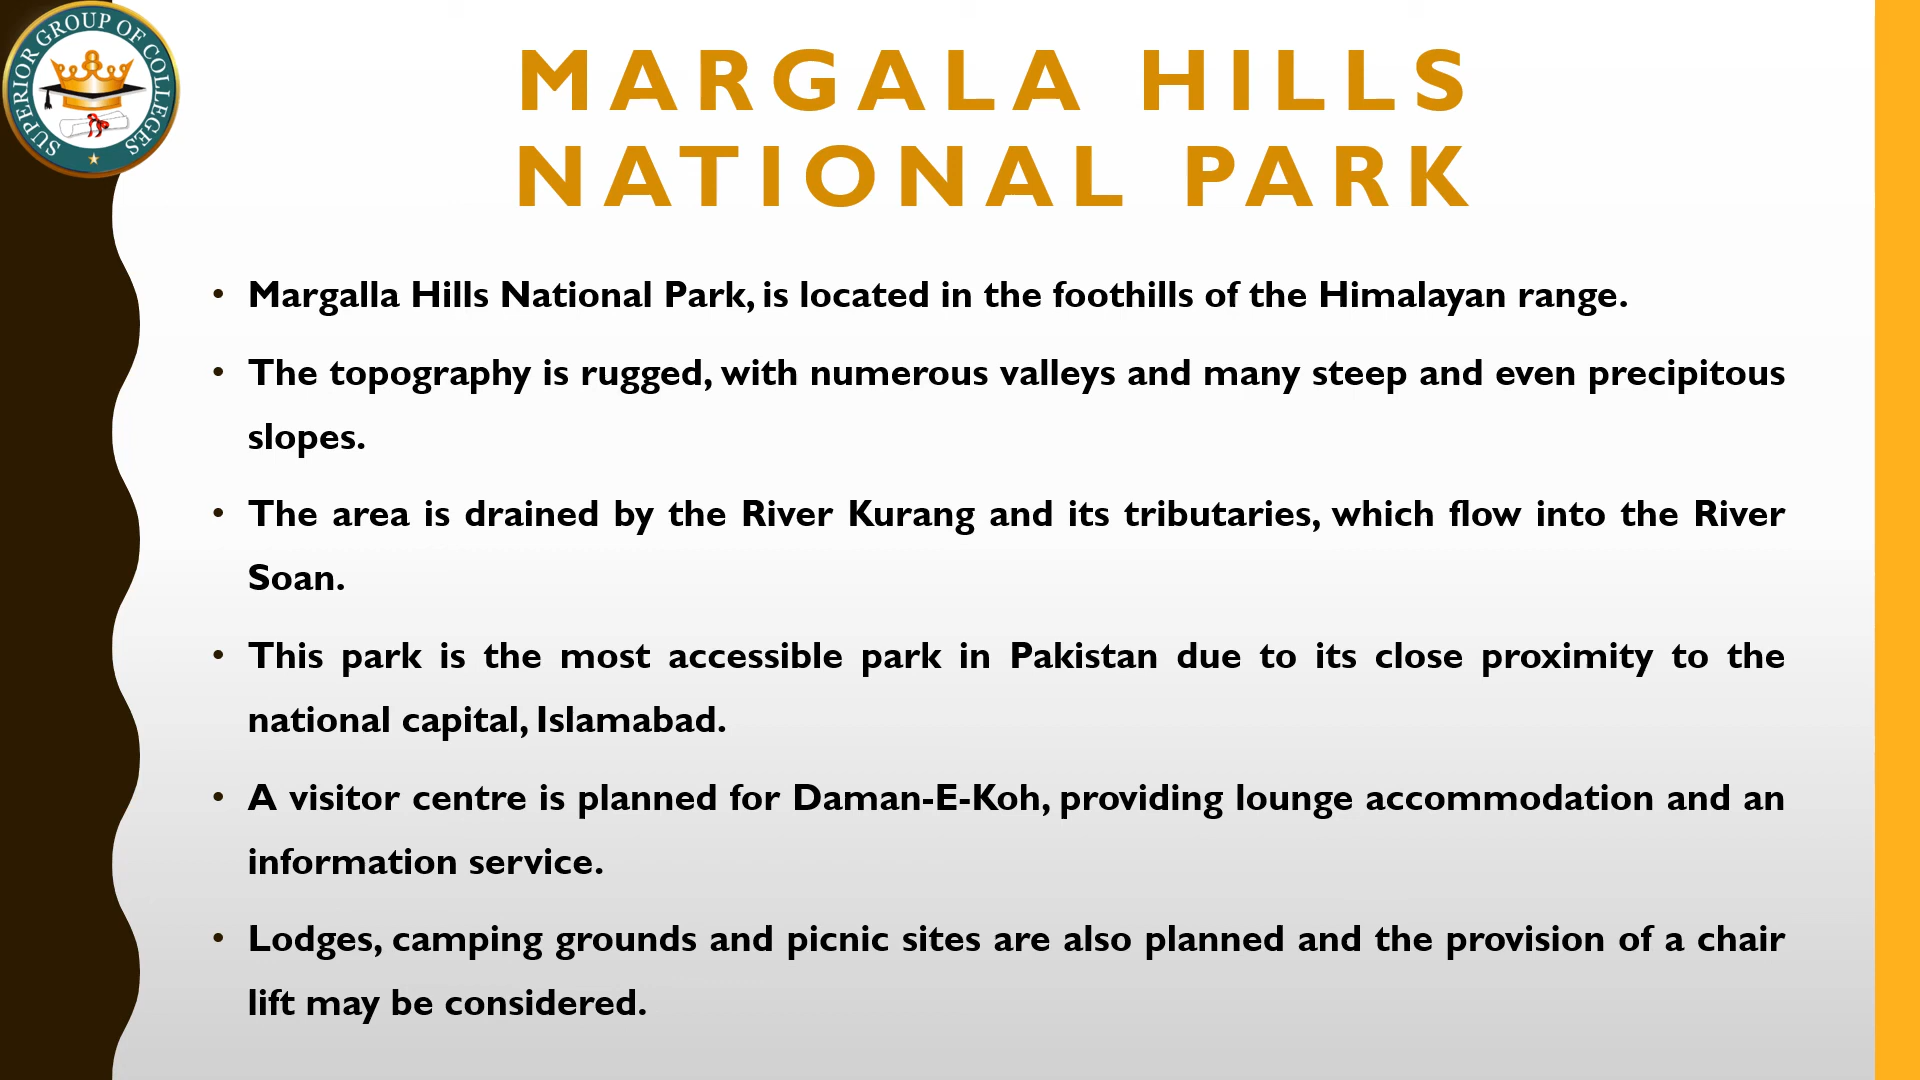 SUPERIOR GROUP OF COLLEGES
MARGALA HILLS
NATIONAL PARK
• Margalla Hills National Park, is located in the foothills of the Himalayan range.
• The topography is rugged, with numerous valleys and many steep and even precipitous
slopes.
• The area is drained by the River Kurang and its tributaries, which flow into the River
Soan.
• This park is the most accessible park in Pakistan due to its close proximity to the
national capital, Islamabad.
• A visitor centre is planned for Daman-E-Koh, providing lounge accommodation and an
information service.
• Lodges, camping grounds and picnic sites are also planned and the provision of a chair
lift may be considered.